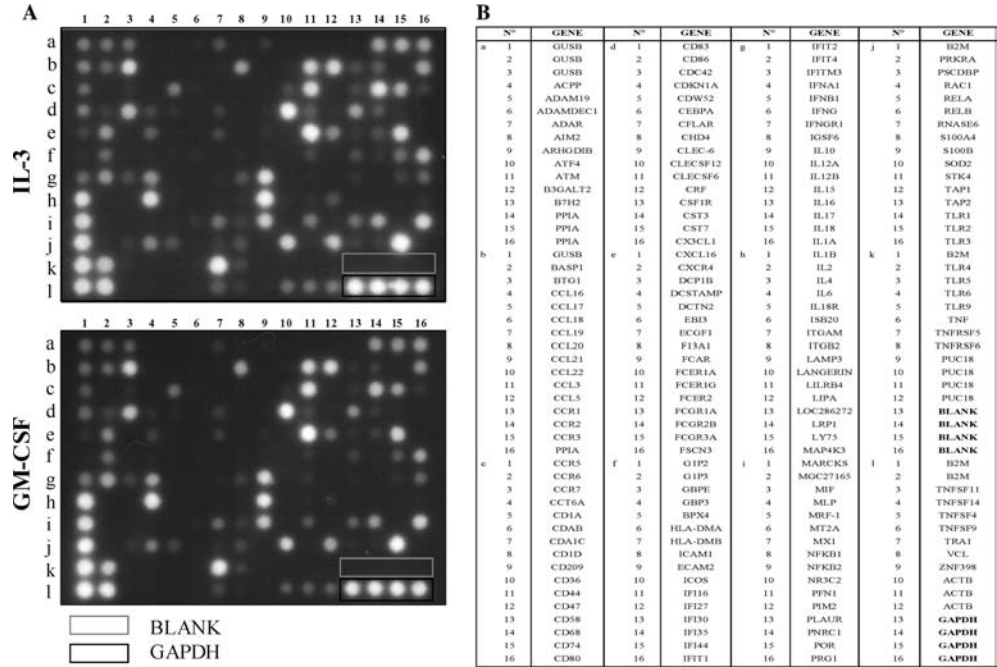 A
1 2 3 4 5 6 7 8 9 10 11 12 13 14 15 16
a
b
c
d
e
f
g
h
i
j
k
l
IL-3
1 2 3 4 5 6 7 8 9 10 11 12 13 14 15 16
a
b
c
d
e
f
g
h
i
j
k
l
GM-CSF
BLANK
GAPDH
B
N° GENE N° GENE N° GENE N° GENE
a 1 GUSB d 1 CD83 g 1 IFIT2 j 1 B2M
2 GUSB 2 CD86 2 IFIT4 2 PRKRA
3 GUSB 3 CDC42 3 IFITM3 3 PSCDBP
4 ACPP 4 CDKN1A 4 IFNA1 4 RAC1
5 ADAM19 5 CDW52 5 IFNB1 5 RELA
6 ADAMDEC1 6 CEBPA 6 IFNG 6 RELB
7 ADAR 7 CFLAR 7 IFNGR1 7 RNASE6
8 AIM2 8 CHD4 8 IGSF6 8 S100A4
9 ARHGDIB 9 CLEC-6 9 IL10 9 S100B
10 ATF4 10 CLECSF12 10 IL12A 10 SOD2
11 ATM 11 CLECSF6 11 IL12B 11 STK4
12 B3GALT2 12 CRF 12 IL15 12 TAP1
13 B7H2 13 CSF1R 13 IL16 13 TAP2
14 PPIA 14 CST3 14 IL17 14 TLR1
15 PPIA 15 CST7 15 IL18 15 TLR2
16 PPIA 16 CX3CL1 16 IL1A 16 TLR3
b 1 GUSB e 1 CXCL16 h 1 IL1B k 1 B2M
2 BASP1 2 CXCR4 2 IL2 2 TLR4
3 BTG1 3 DCP1B 3 IL4 3 TLR5
4 CCL16 4 DCSTAMP 4 IL6 4 TLR6
5 CCL17 5 DCTN2 5 IL18R 5 TLR9
6 CCL18 6 EBI3 6 ISB20 6 TNF
7 CCL19 7 ECGF1 7 ITGAM 7 TNFRSF5
8 CCL20 8 F13A1 8 ITGB2 8 TNFRSF6
9 CCL21 9 FCAR 9 LAMP3 9 PUC18
10 CCL22 10 FCER1A 10 LANGERIN 10 PUC18
11 CCL3 11 FCER1G 11 LILRB4 11 PUC18
12 CCL5 12 FCER2 12 LIPA 12 PUC18
13 CCR1 13 FCGR1A 13 LOC286272 13 BLANK
14 CCR2 14 FCGR2B 14 LRP1 14 BLANK
15 CCR3 15 FCGR3A 15 LY75 15 BLANK
16 PPIA 16 FSCN3 16 MAP4K3 16 BLANK
c 1 CCR5 f 1 G1P2 i 1 MARCKS l 1 B2M
2 CCR6 2 G1P3 2 MGC27165 2 B2M
3 CCR7 3 GBPE 3 MIF 3 TNFSF11
4 CCT6A 4 GBP3 4 MLP 4 TNFSF14
5 CD1A 5 BPX4 5 MRF-1 5 TNFSF4
6 CDAB 6 HLA-DMA 6 MT2A 6 TNFSF9
7 CDA1C 7 HLA-DMB 7 MX1 7 TRA1
8 CD1D 8 ICAM1 8 NFKB1 8 VCL
9 CD209 9 ECAM2 9 NFKB2 9 ZNF398
10 CD36 10 ICOS 10 NR3C2 10 ACTB
11 CD44 11 IFI16 11 PFN1 11 ACTB
12 CD47 12 IFI27 12 PIM2 12 ACTB
13 CD58 13 IFI30 13 PLAUR 13 GAPDH
14 CD68 14 IFI35 14 PNRC1 14 GAPDH
15 CD74 15 IFI44 15 POR 15 GAPDH
16 CD80 16 IFIT1 16 PRG1 16 GAPDH